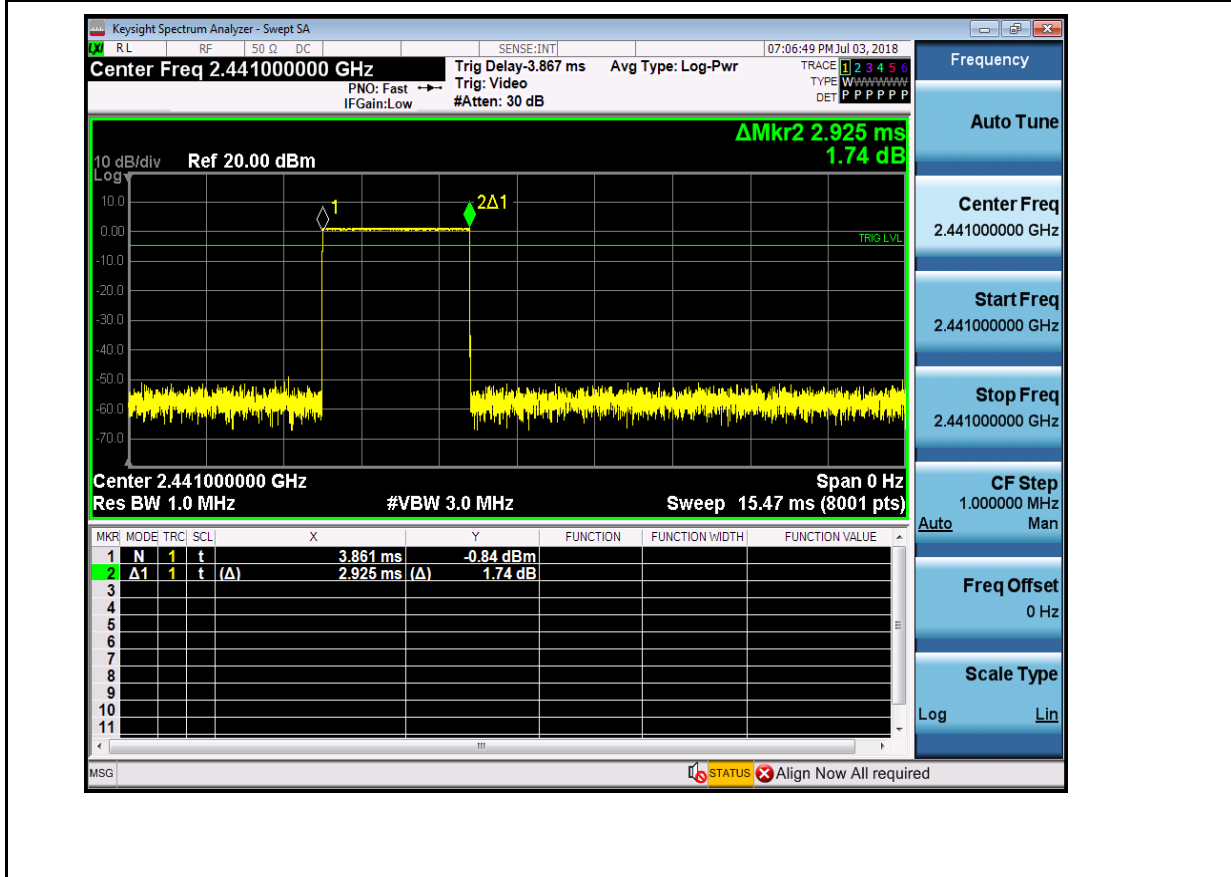 Keysight Spectrum Analyzer - Swept SA
LXI RL RF 50 Ω DC SENSE:INT 07:06:49 PM Jul 03, 2018
Center Freq 2.441000000 GHz
PNO: Fast
IFGain:Low
Trig Delay-3.867 ms
Trig: Video
#Atten: 30 dB
Avg Type: Log-Pwr
TRACE 1 2 3 4 5 6
TYPE WWWWWW
DET P P P P P P
ΔMkr2 2.925 ms
1.74 dB
10 dB/div
Log
Ref 20.00 dBm
10.0
0.00
-10.0
-20.0
-30.0
-40.0
-50.0
-60.0
-70.0
1
2Δ1
TRIG LVL
Center 2.441000000 GHz Span 0 Hz
Res BW 1.0 MHz #VBW 3.0 MHz Sweep 15.47 ms (8001 pts)
MKR MODE TRC SCL X Y FUNCTION FUNCTION WIDTH FUNCTION VALUE
1 N 1 t 3.861 ms -0.84 dBm
2 Δ1 1 t (Δ) 2.925 ms (Δ) 1.74 dB
3
4
5
6
7
8
9
10
11
MSG STATUS Align Now All required
Frequency
Auto Tune
Center Freq
2.441000000 GHz
Start Freq
2.441000000 GHz
Stop Freq
2.441000000 GHz
CF Step
1.000000 MHz
Auto Man
Freq Offset
0 Hz
Scale Type
Log Lin